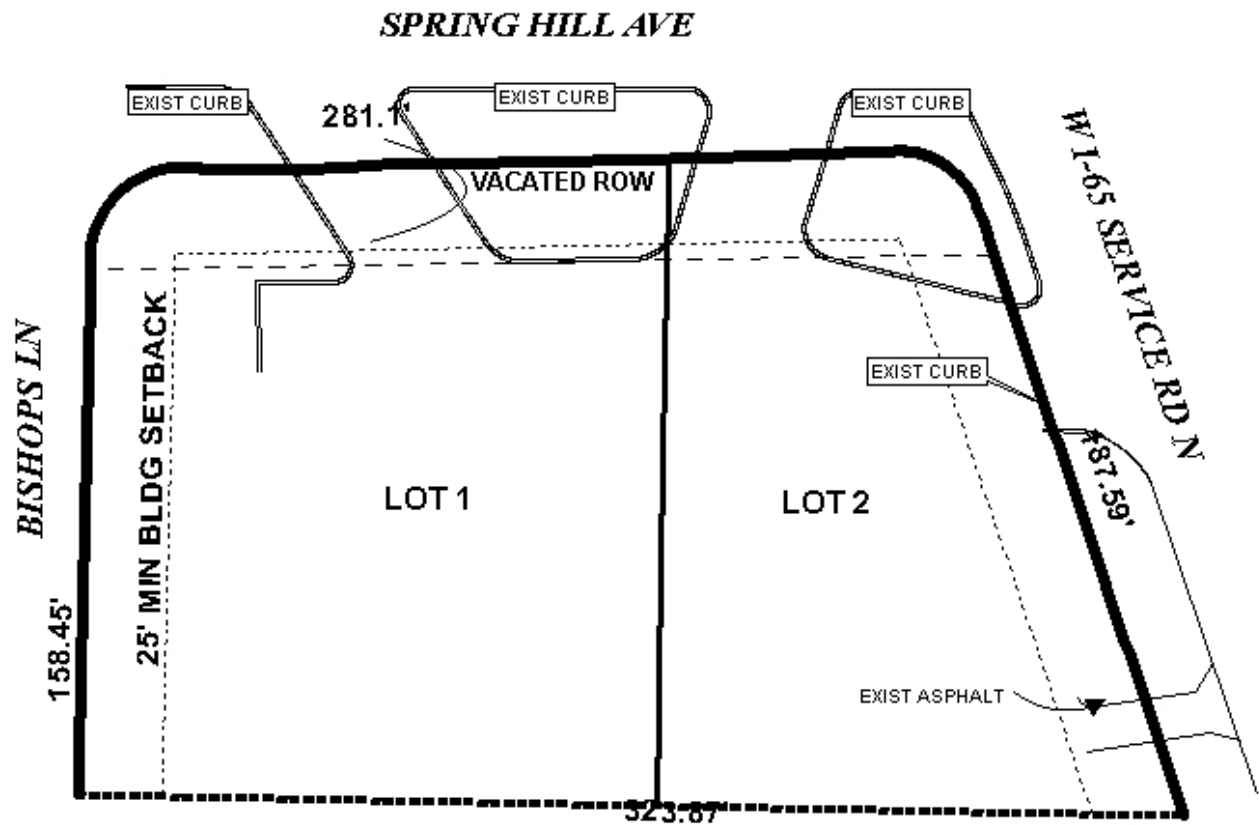 SPRING HILL AVE
EXIST CURB
EXIST CURB
EXIST CURB
281.1'
VACATED ROW
W I-65 SERVICE RD N
BISHOPS LN
25' MIN BLDG SETBACK
EXIST CURB
187.59'
LOT 1
LOT 2
158.45'
EXIST ASPHALT
323.67'